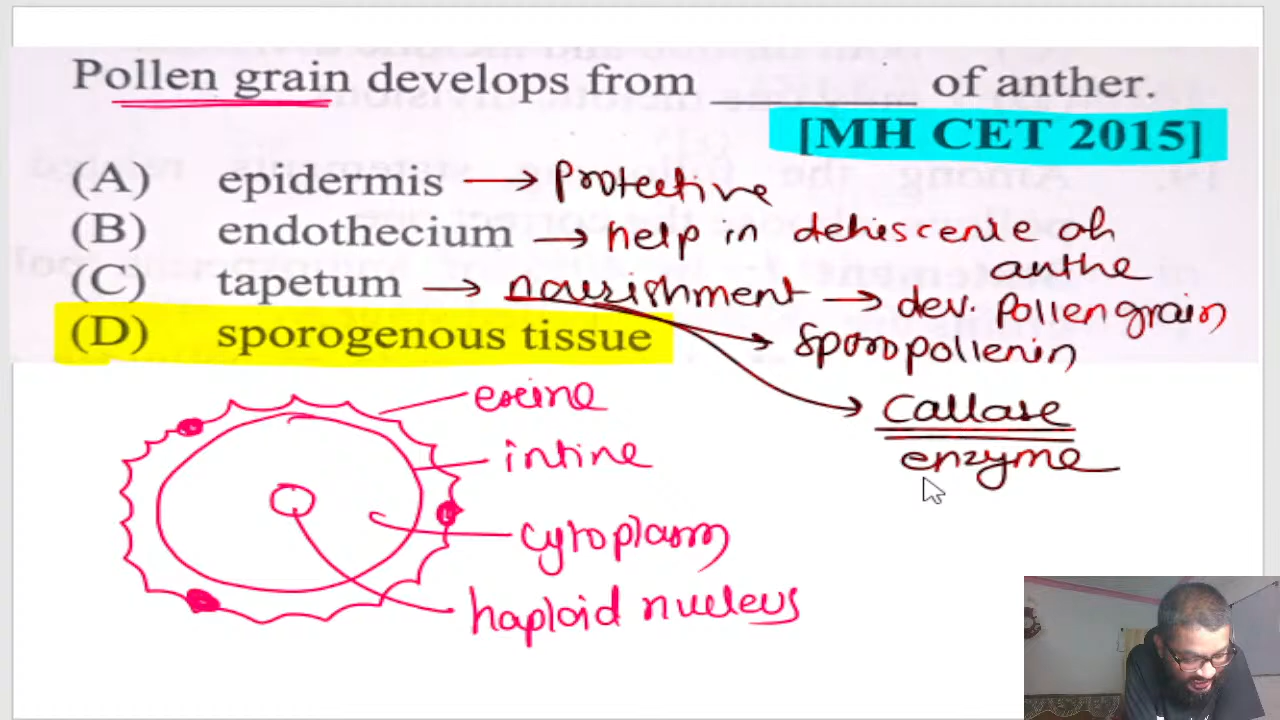 Pollen grain develops from ________ of anther.
[MH CET 2015]
(A) epidermis → Protective
(B) endothecium → help in dehiscence of anthe
(C) tapetum → nourishment → dev. Pollen grain
→ Sporopollenin
(D) sporogenous tissue
→ Callase
enzyme
exine
intine
cytoplasm
haploid nucleus